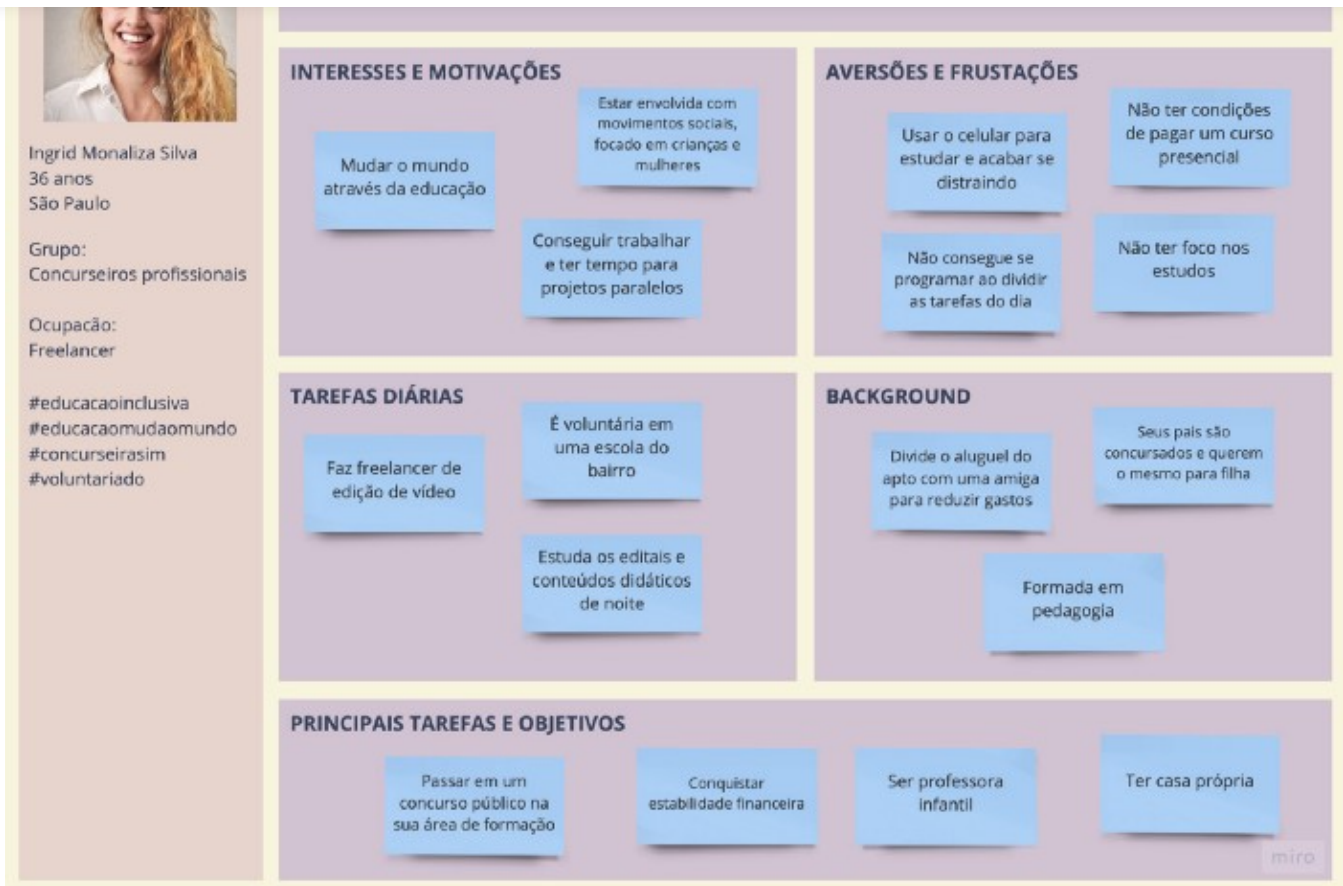 Ingrid Monaliza Silva
36 anos
São Paulo
Grupo:
Concurseiros profissionais
Ocupacão:
Freelancer
#educacaoinclusiva
#educacaomudaomundo
#concurseirasim
#voluntariado
INTERESSES E MOTIVAÇÕES
Mudar o mundo
através da educação
Estar envolvida com
movimentos sociais,
focado em crianças e
mulheres
Conseguir trabalhar
e ter tempo para
projetos paralelos
AVERSÕES E FRUSTAÇÕES
Usar o celular para
estudar e acabar se
distraindo
Não ter condições
de pagar um curso
presencial
Não consegue se
programar ao dividir
as tarefas do dia
Não ter foco nos
estudos
TAREFAS DIÁRIAS
Faz freelancer de
edição de vídeo
É voluntária em
uma escola do
bairro
Estuda os editais e
conteúdos didáticos
de noite
BACKGROUND
Divide o aluguel do
apto com uma amiga
para reduzir gastos
Seus pais são
concursados e querem
o mesmo para filha
Formada em
pedagogia
PRINCIPAIS TAREFAS E OBJETIVOS
Passar em um
concurso público na
sua área de formação
Conquistar
estabilidade financeira
Ser professora
infantil
Ter casa própria
miro